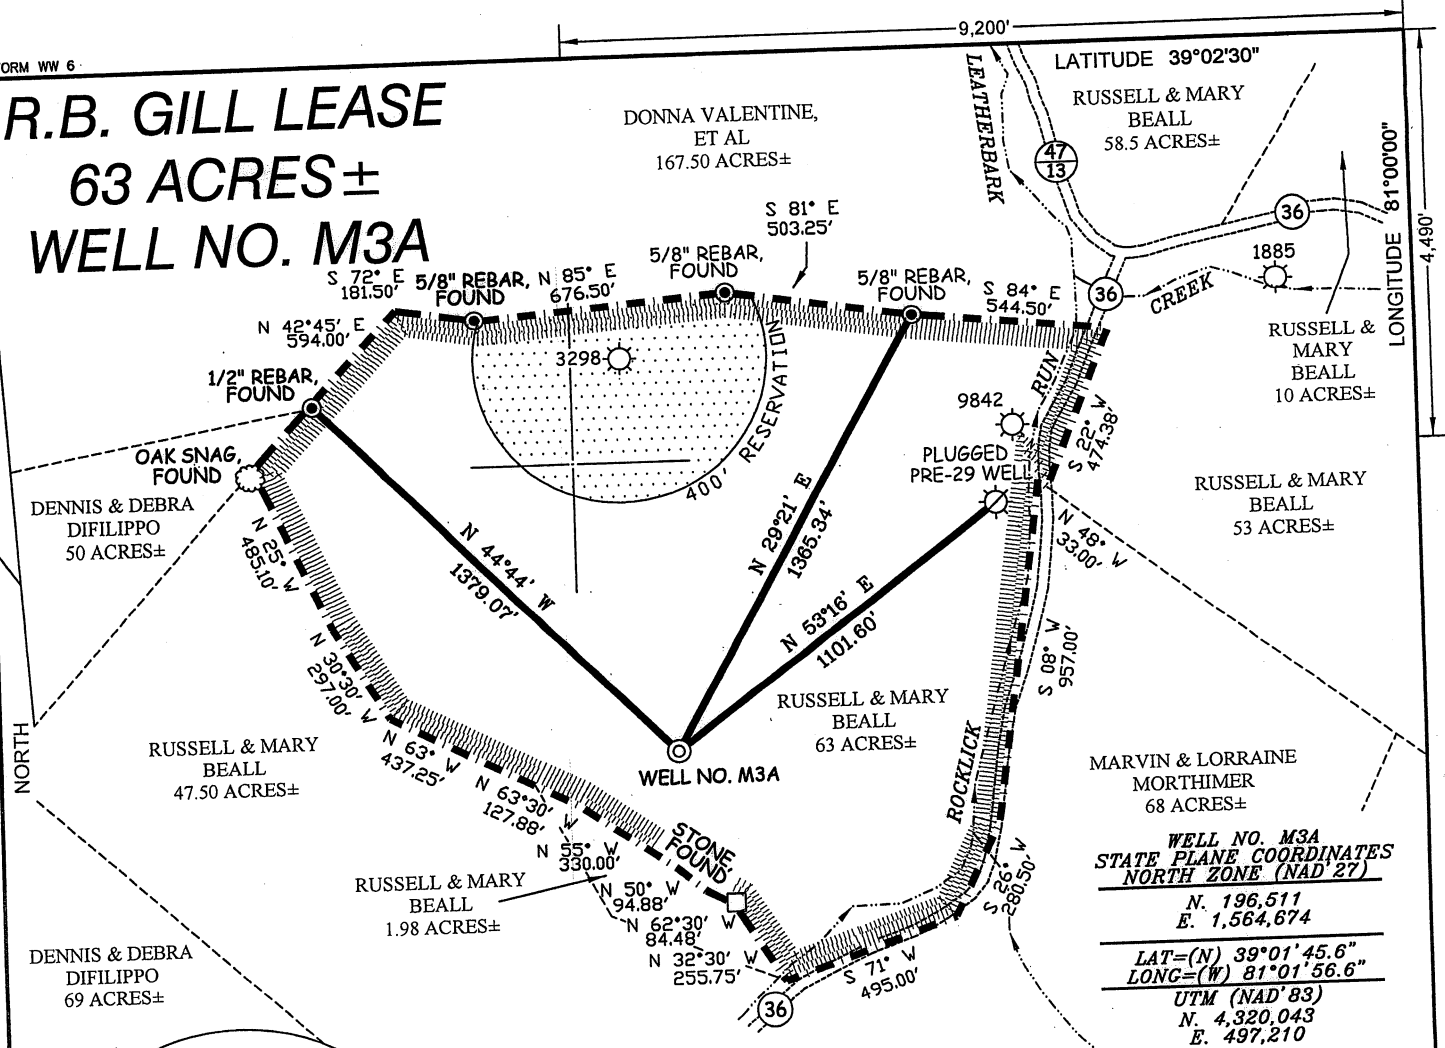 9,200'
ORM WW 6
R.B. GILL LEASE
63 ACRES±
WELL NO. M3A
LATITUDE 39°02'30"
LONGITUDE 81°00'00"
4,490'
DONNA VALENTINE,
ET AL
167.50 ACRES±
LEATHERBARK
47
13
RUSSELL & MARY
BEALL
58.5 ACRES±
36
1885
CREEK
36
RUSSELL &
MARY
BEALL
10 ACRES±
S 72° E
181.50'
5/8" REBAR,
FOUND
N 85° E
676.50'
5/8" REBAR,
FOUND
S 81° E
503.25'
5/8" REBAR,
FOUND
S 84° E
544.50'
N 42°45' E
594.00'
1/2" REBAR,
FOUND
3298
400' RESERVATION
RUN
9842
PLUGGED
PRE-29 WELL
S 22° W
474.38'
OAK SNAG,
FOUND
DENNIS & DEBRA
DIFILIPPO
50 ACRES±
RUSSELL & MARY
BEALL
53 ACRES±
N 48° W
33.00'
N 25° W
485.10'
N 44°44' W
1379.07'
N 29°21' E
1365.34'
N 53°16' E
1101.60'
S 08° W
957.00'
N 30°30' W
297.00'
NORTH
RUSSELL & MARY
BEALL
47.50 ACRES±
N 63° W
437.25'
N 63°30' W
127.88'
WELL NO. M3A
RUSSELL & MARY
BEALL
63 ACRES±
ROCKLICK
MARVIN & LORRAINE
MORTHIMER
68 ACRES±
STONE,
FOUND
N 55° W
330.00'
N 50° W
94.88'
N 62°30' W
84.48'
N 32°30' W
255.75'
RUSSELL & MARY
BEALL
1.98 ACRES±
S 26° W
280.50'
S 71° W
495.00'
36
DENNIS & DEBRA
DIFILIPPO
69 ACRES±
WELL NO. M3A
STATE PLANE COORDINATES
NORTH ZONE (NAD'27)
N. 196,511
E. 1,564,674
LAT=(N) 39°01'45.6"
LONG=(W) 81°01'56.6"
UTM (NAD'83)
N. 4,320,043
E. 497,210